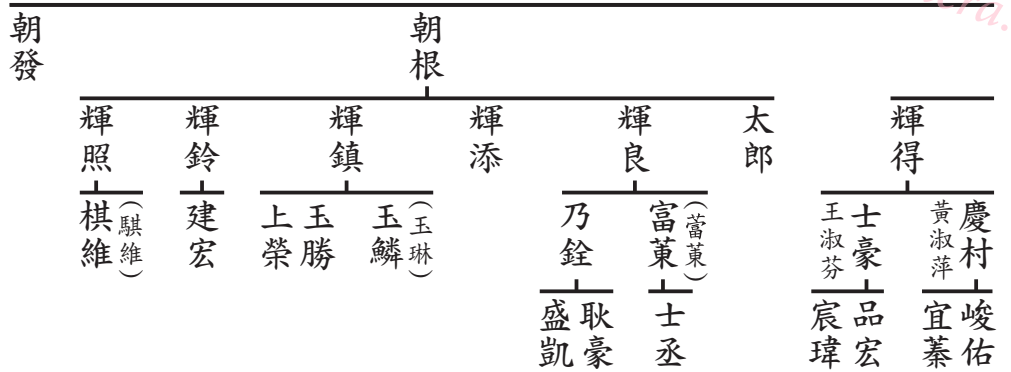 朝根
朝發
輝得
太郎
輝良
輝添
輝鎮
輝鈴
輝照
慶村
黃淑萍
士豪
王淑芬
富菄(蕾菄)
乃銓
玉鱗(玉琳)
玉勝
上榮
建宏
棋維(騏維)
峻佑
宜蓁
品宏
宸瑋
士丞
耿豪
盛凱